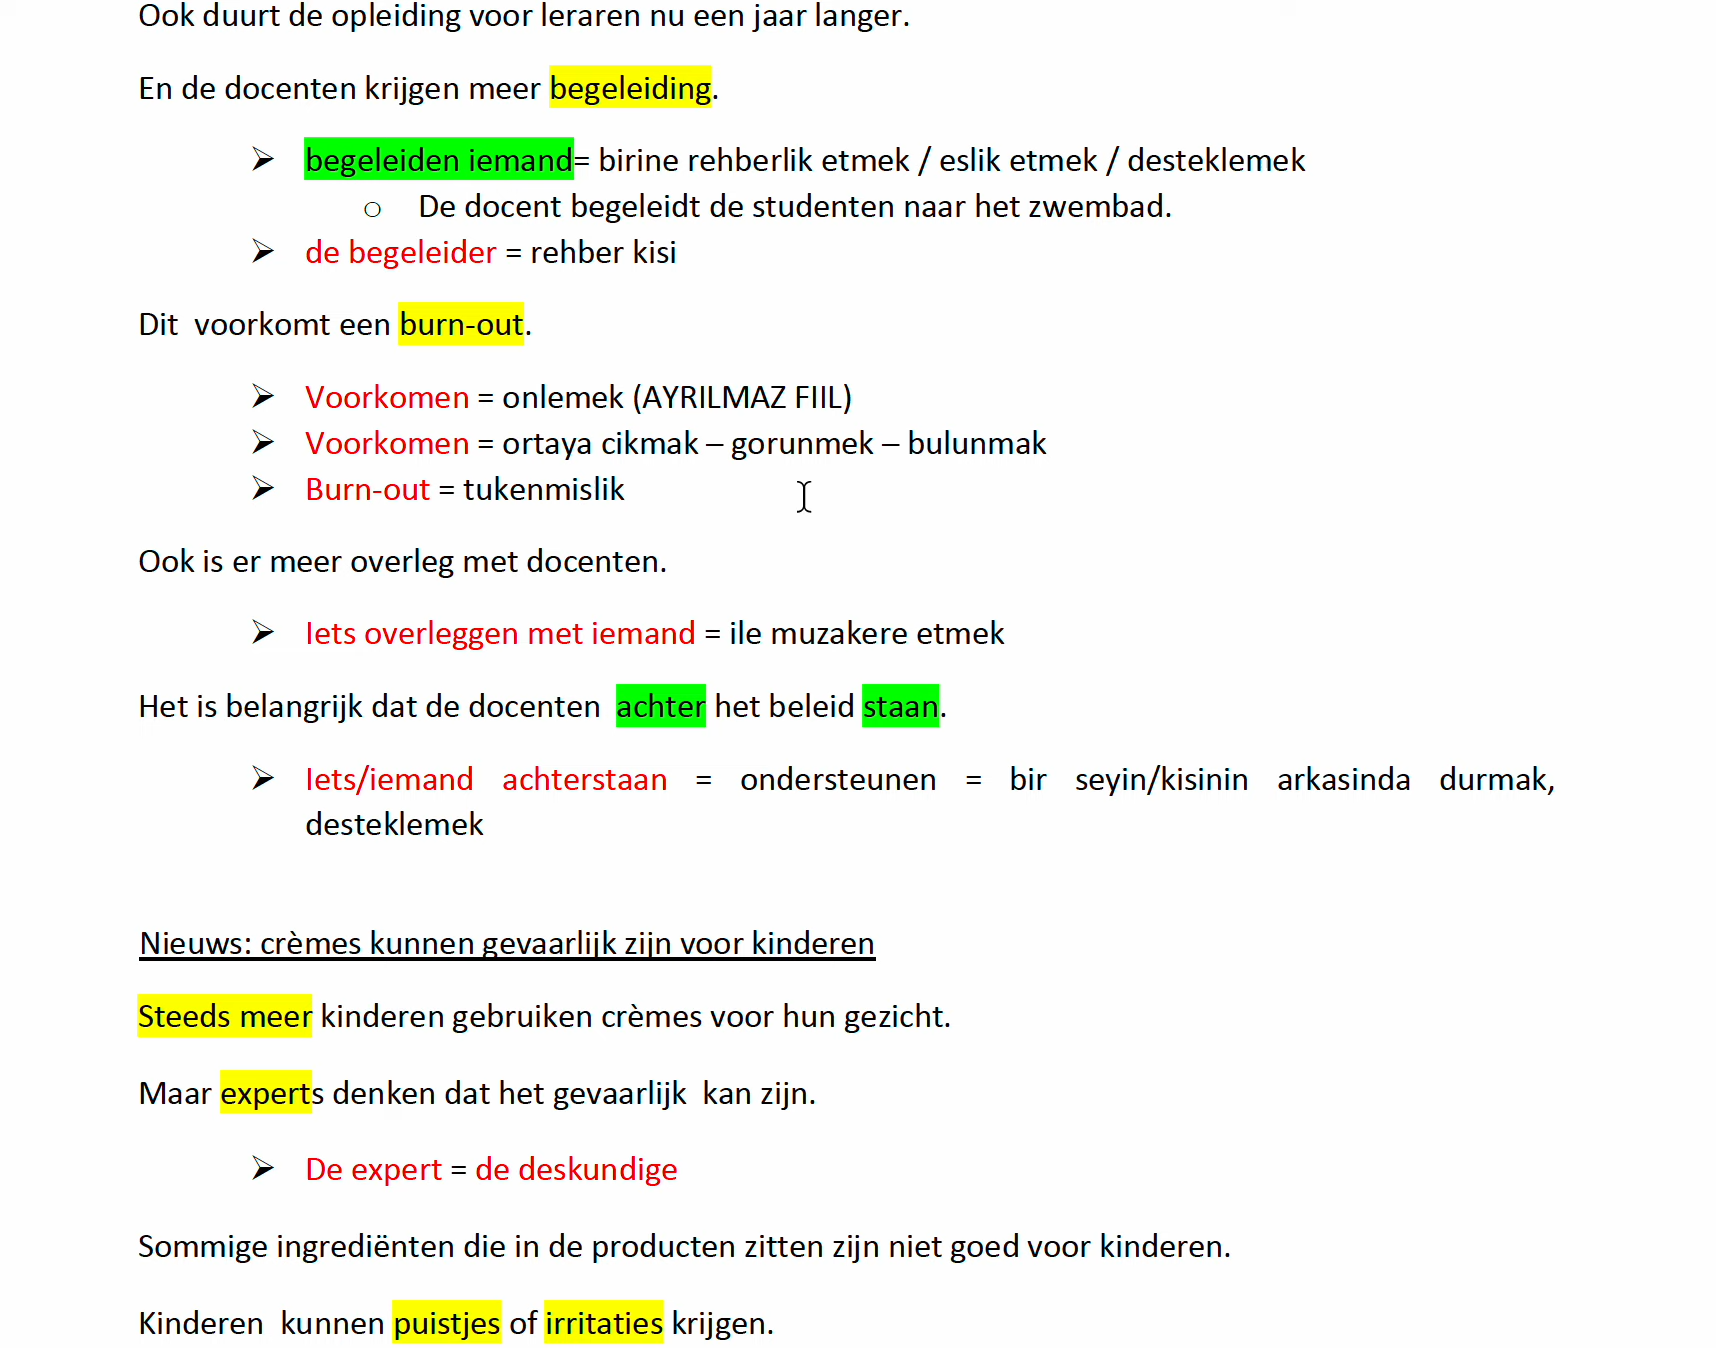 Ook duurt de opleiding voor leraren nu een jaar langer.
En de docenten krijgen meer begeleiding.
➢ begeleiden iemand= birine rehberlik etmek / eslik etmek / desteklemek
o De docent begeleidt de studenten naar het zwembad.
➢ de begeleider = rehber kisi
Dit voorkomt een burn-out.
➢ Voorkomen = onlemek (AYRILMAZ FIIL)
➢ Voorkomen = ortaya cikmak – gorunmek – bulunmak
➢ Burn-out = tukenmislik
Ook is er meer overleg met docenten.
➢ Iets overleggen met iemand = ile muzakere etmek
Het is belangrijk dat de docenten achter het beleid staan.
➢ Iets/iemand achterstaan = ondersteunen = bir seyin/kisinin arkasinda durmak,
desteklemek
Nieuws: crèmes kunnen gevaarlijk zijn voor kinderen
Steeds meer kinderen gebruiken crèmes voor hun gezicht.
Maar experts denken dat het gevaarlijk kan zijn.
➢ De expert = de deskundige
Sommige ingrediënten die in de producten zitten zijn niet goed voor kinderen.
Kinderen kunnen puistjes of irritaties krijgen.